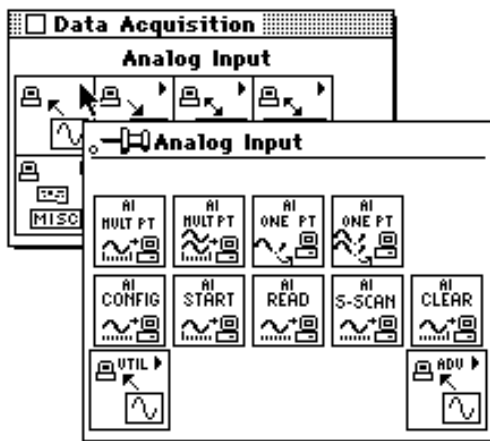 Data Acquisition
Analog Input
MISC
Analog Input
AI AI AI AI
MULT PT MULT PT ONE PT ONE PT
AI AI AI AI AI
CONFIG START READ S-SCAN CLEAR
UTIL ADV